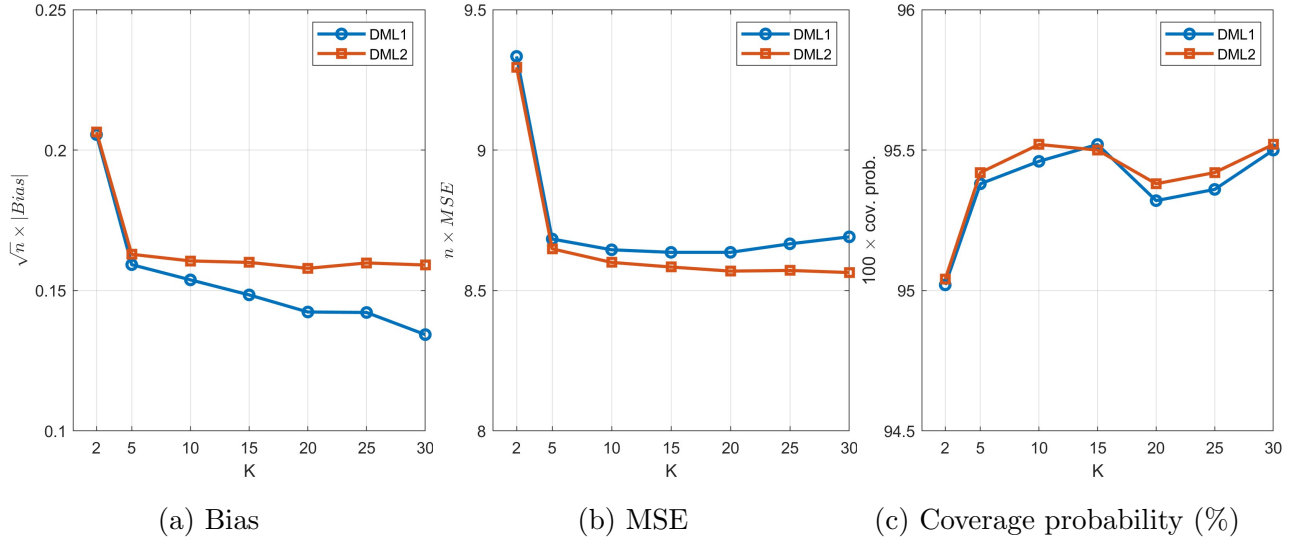 0.25
0.2
0.15
0.1
√n × |Bias|
2 5 10 15 20 25 30
K
DML1
DML2
(a) Bias
9.5
9
8.5
8
n × MSE
2 5 10 15 20 25 30
K
DML1
DML2
(b) MSE
96
95.5
95
94.5
100 × cov. prob.
2 5 10 15 20 25 30
K
DML1
DML2
(c) Coverage probability (%)